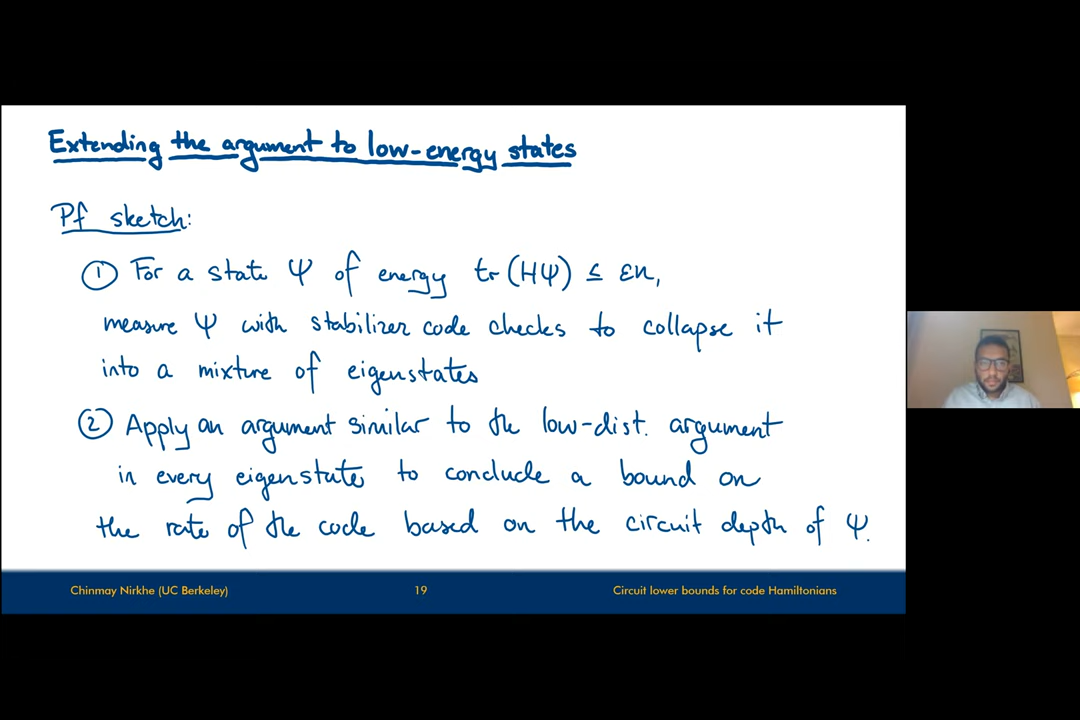 Extending the argument to low-energy states
Pf sketch:
① For a state Ψ of energy tr(HΨ) ≤ εn,
measure Ψ with stabilizer code checks to collapse it
into a mixture of eigenstates
② Apply an argument similar to the low-dist. argument
in every eigenstate to conclude a bound on
the rate of the code based on the circuit depth of Ψ.
Chinmay Nirkhe (UC Berkeley) 19 Circuit lower bounds for code Hamiltonians